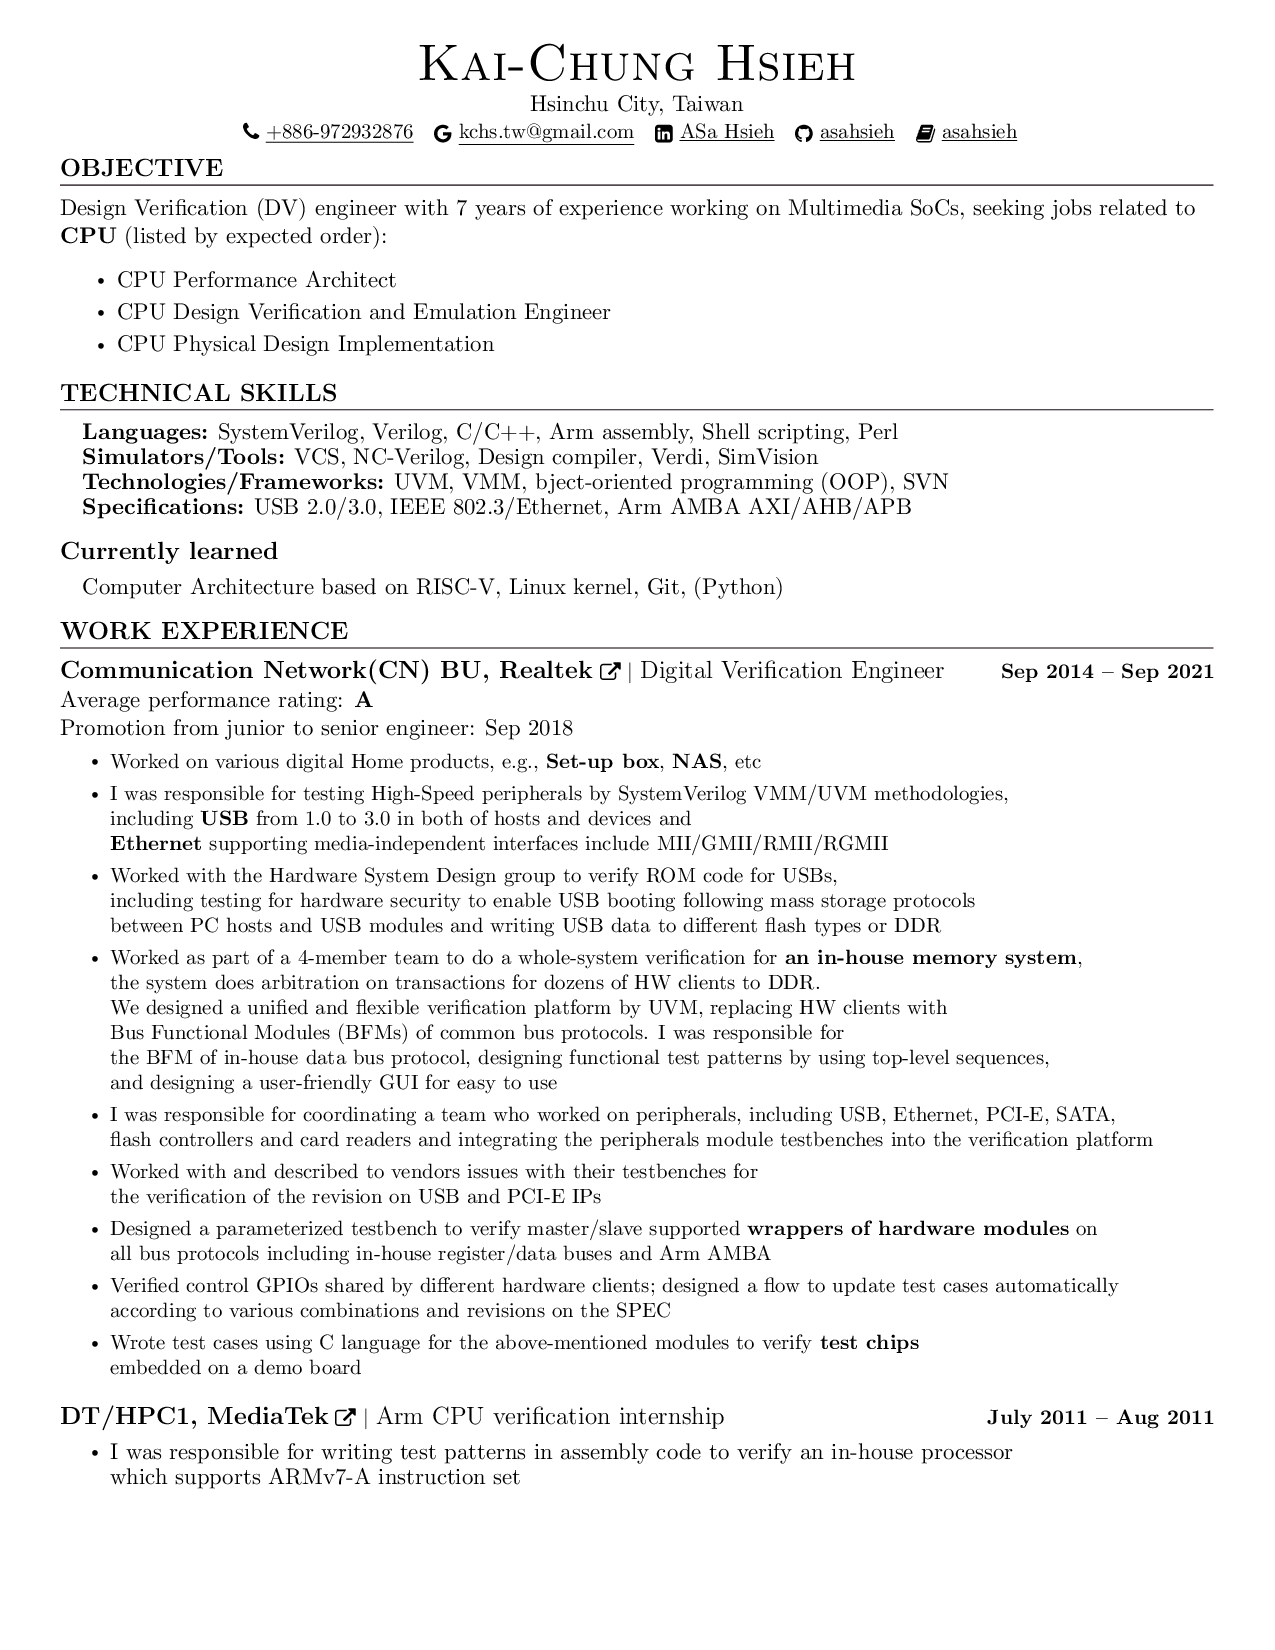 Kai-Chung Hsieh
Hsinchu City, Taiwan
+886-972932876 kchs.tw@gmail.com ASa Hsieh asahsieh asahsieh
OBJECTIVE
Design Verification (DV) engineer with 7 years of experience working on Multimedia SoCs, seeking jobs related to
CPU (listed by expected order):
• CPU Performance Architect
• CPU Design Verification and Emulation Engineer
• CPU Physical Design Implementation
TECHNICAL SKILLS
Languages: SystemVerilog, Verilog, C/C++, Arm assembly, Shell scripting, Perl
Simulators/Tools: VCS, NC-Verilog, Design compiler, Verdi, SimVision
Technologies/Frameworks: UVM, VMM, bject-oriented programming (OOP), SVN
Specifications: USB 2.0/3.0, IEEE 802.3/Ethernet, Arm AMBA AXI/AHB/APB
Currently learned
Computer Architecture based on RISC-V, Linux kernel, Git, (Python)
WORK EXPERIENCE
Communication Network(CN) BU, Realtek | Digital Verification Engineer Sep 2014 – Sep 2021
Average performance rating: A
Promotion from junior to senior engineer: Sep 2018
• Worked on various digital Home products, e.g., Set-up box, NAS, etc
• I was responsible for testing High-Speed peripherals by SystemVerilog VMM/UVM methodologies,
including USB from 1.0 to 3.0 in both of hosts and devices and
Ethernet supporting media-independent interfaces include MII/GMII/RMII/RGMII
• Worked with the Hardware System Design group to verify ROM code for USBs,
including testing for hardware security to enable USB booting following mass storage protocols
between PC hosts and USB modules and writing USB data to different flash types or DDR
• Worked as part of a 4-member team to do a whole-system verification for an in-house memory system,
the system does arbitration on transactions for dozens of HW clients to DDR.
We designed a unified and flexible verification platform by UVM, replacing HW clients with
Bus Functional Modules (BFMs) of common bus protocols. I was responsible for
the BFM of in-house data bus protocol, designing functional test patterns by using top-level sequences,
and designing a user-friendly GUI for easy to use
• I was responsible for coordinating a team who worked on peripherals, including USB, Ethernet, PCI-E, SATA,
flash controllers and card readers and integrating the peripherals module testbenches into the verification platform
• Worked with and described to vendors issues with their testbenches for
the verification of the revision on USB and PCI-E IPs
• Designed a parameterized testbench to verify master/slave supported wrappers of hardware modules on
all bus protocols including in-house register/data buses and Arm AMBA
• Verified control GPIOs shared by different hardware clients; designed a flow to update test cases automatically
according to various combinations and revisions on the SPEC
• Wrote test cases using C language for the above-mentioned modules to verify test chips
embedded on a demo board
DT/HPC1, MediaTek | Arm CPU verification internship July 2011 – Aug 2011
• I was responsible for writing test patterns in assembly code to verify an in-house processor
which supports ARMv7-A instruction set